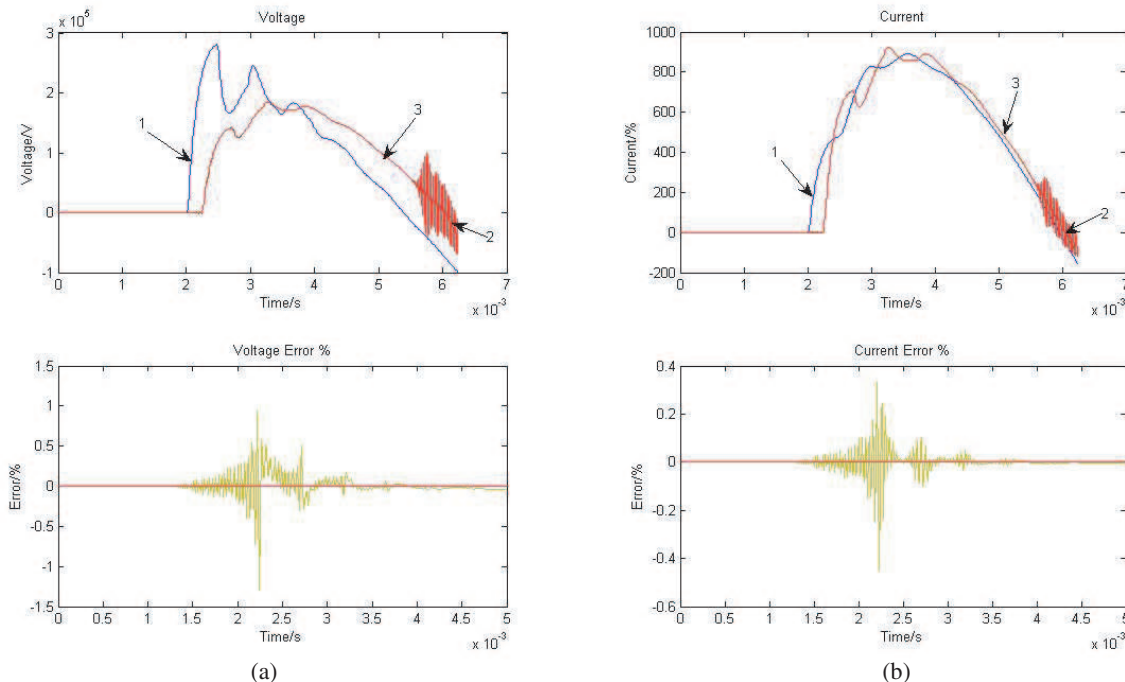 Voltage
× 10^5
3
2
1
0
-1
Voltage/V
1
3
2
0 1 2 3 4 5 6 7
Time/s
× 10^-3
Current
1000
800
600
400
200
0
-200
Current/%
1
3
2
0 1 2 3 4 5 6 7
Time/s
× 10^-3
Voltage Error %
1.5
1
0.5
0
-0.5
-1
-1.5
Error/%
0 0.5 1 1.5 2 2.5 3 3.5 4 4.5 5
Time/s
× 10^-3
(a)
Current Error %
0.4
0.2
0
-0.2
-0.4
-0.6
Error/%
0 0.5 1 1.5 2 2.5 3 3.5 4 4.5 5
Time/s
× 10^-3
(b)